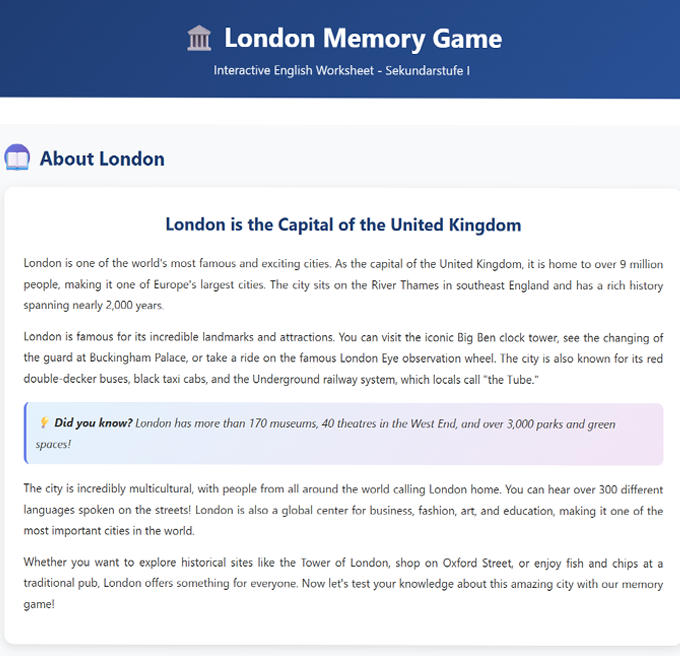 London Memory Game
Interactive English Worksheet - Sekundarstufe I
About London
London is the Capital of the United Kingdom
London is one of the world's most famous and exciting cities. As the capital of the United Kingdom, it is home to over 9 million
people, making it one of Europe's largest cities. The city sits on the River Thames in southeast England and has a rich history
spanning nearly 2,000 years.
London is famous for its incredible landmarks and attractions. You can visit the iconic Big Ben clock tower, see the changing of
the guard at Buckingham Palace, or take a ride on the famous London Eye observation wheel. The city is also known for its red
double-decker buses, black taxi cabs, and the Underground railway system, which locals call "the Tube."
Did you know? London has more than 170 museums, 40 theatres in the West End, and over 3,000 parks and green
spaces!
The city is incredibly multicultural, with people from all around the world calling London home. You can hear over 300 different
languages spoken on the streets! London is also a global center for business, fashion, art, and education, making it one of the
most important cities in the world.
Whether you want to explore historical sites like the Tower of London, shop on Oxford Street, or enjoy fish and chips at a
traditional pub, London offers something for everyone. Now let's test your knowledge about this amazing city with our memory
game!